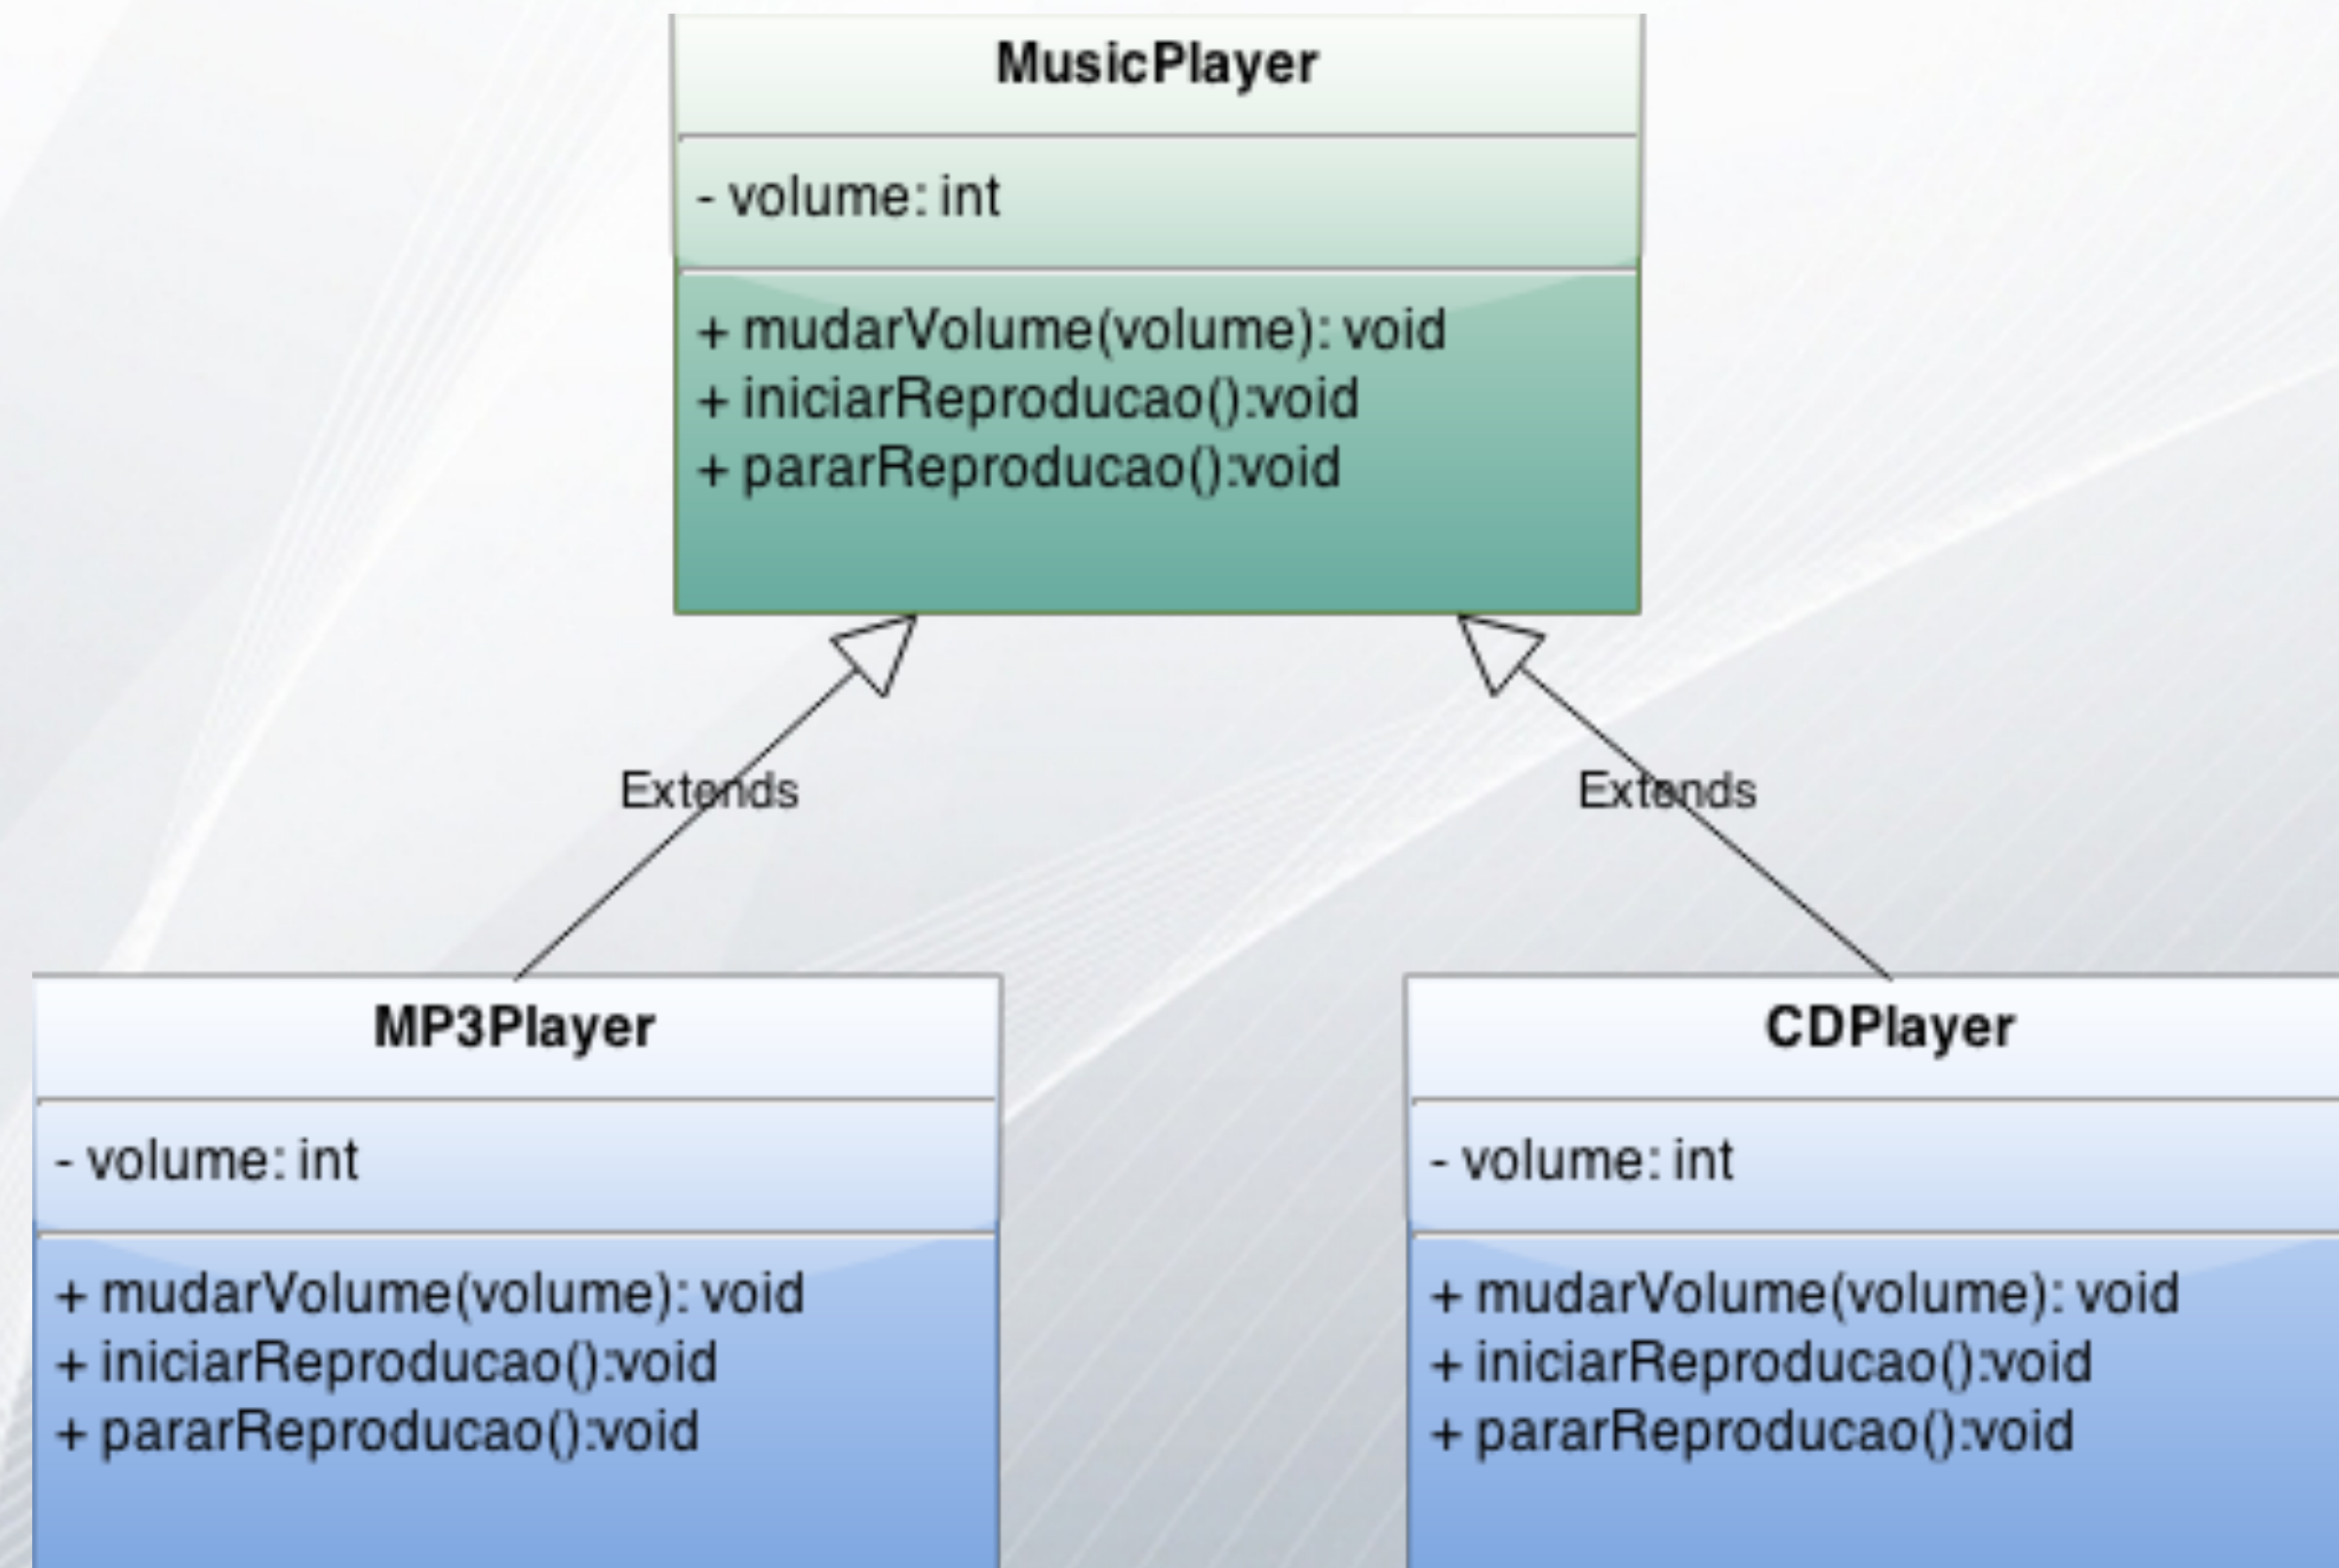 MusicPlayer
- volume: int
+ mudarVolume(volume): void
+ iniciarReproducao():void
+ pararReproducao():void
Extends
Extends
MP3Player
- volume: int
+ mudarVolume(volume): void
+ iniciarReproducao():void
+ pararReproducao():void
CDPlayer
- volume: int
+ mudarVolume(volume): void
+ iniciarReproducao():void
+ pararReproducao():void